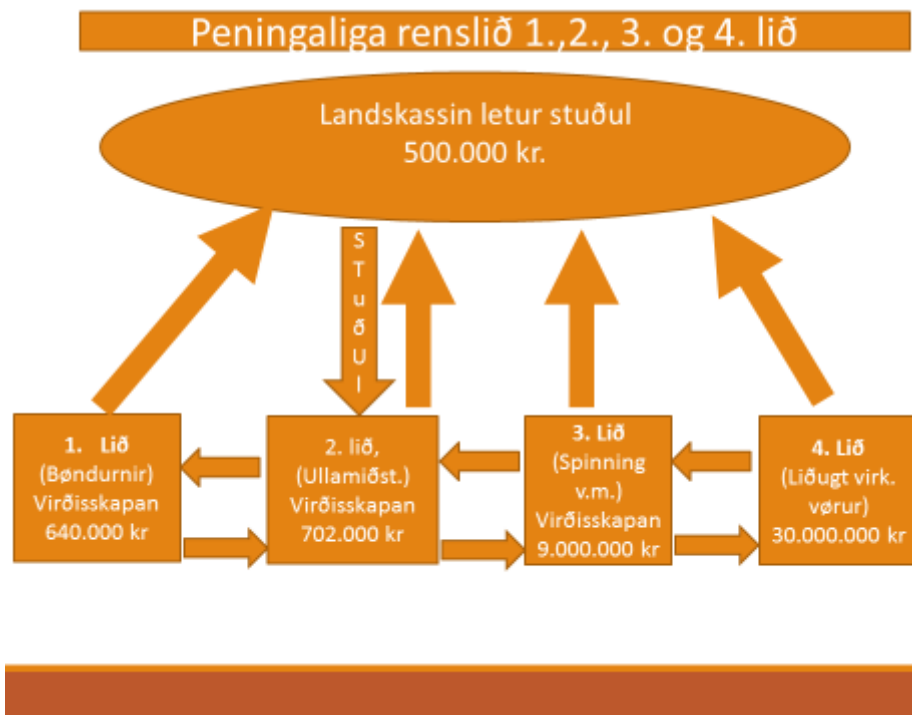 Peningaliga renslið 1.,2., 3. og 4. lið
Landskassin letur stuðul
500.000 kr.
S
T
u
ð
U
l
1. Lið
(Bøndurnir)
Virðisskapan
640.000 kr
2. lið,
(Ullamiðst.)
Virðisskapan
702.000 kr
3. Lið
(Spinning
v.m.)
Virðisskapan
9.000.000 kr
4. Lið
(Liðugt virk.
vørur)
30.000.000 kr